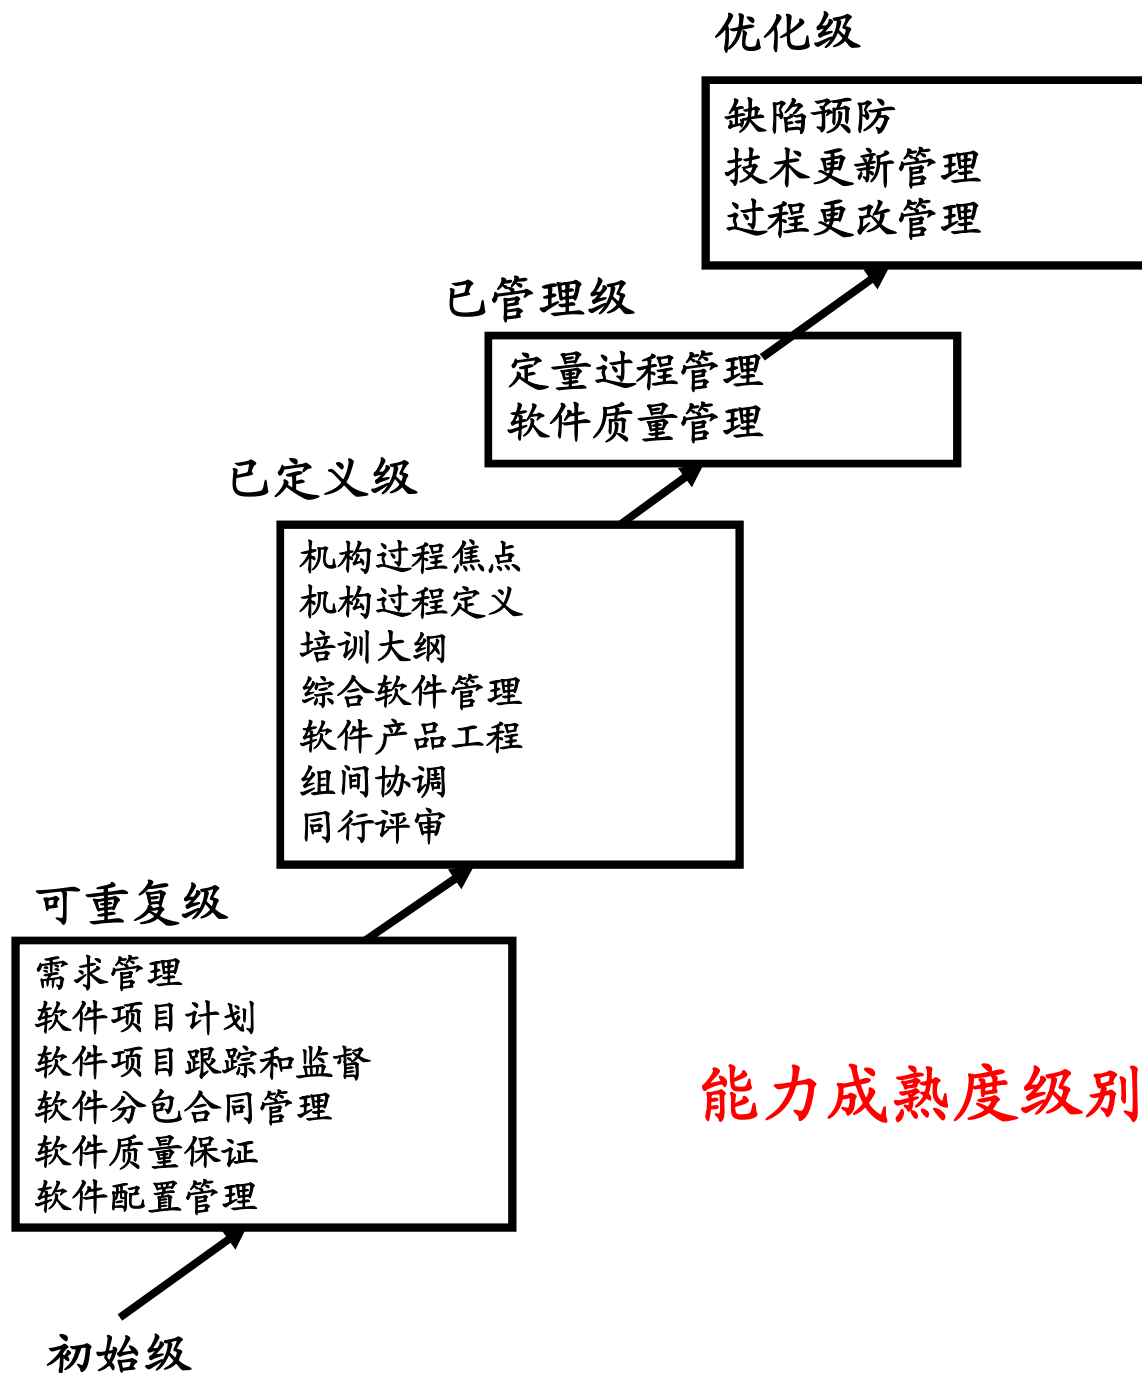 优化级
缺陷预防
技术更新管理
过程更改管理
已管理级
定量过程管理
软件质量管理
已定义级
机构过程焦点
机构过程定义
培训大纲
综合软件管理
软件产品工程
组间协调
同行评审
可重复级
需求管理
软件项目计划
软件项目跟踪和监督
软件分包合同管理
软件质量保证
软件配置管理
能力成熟度级别
初始级